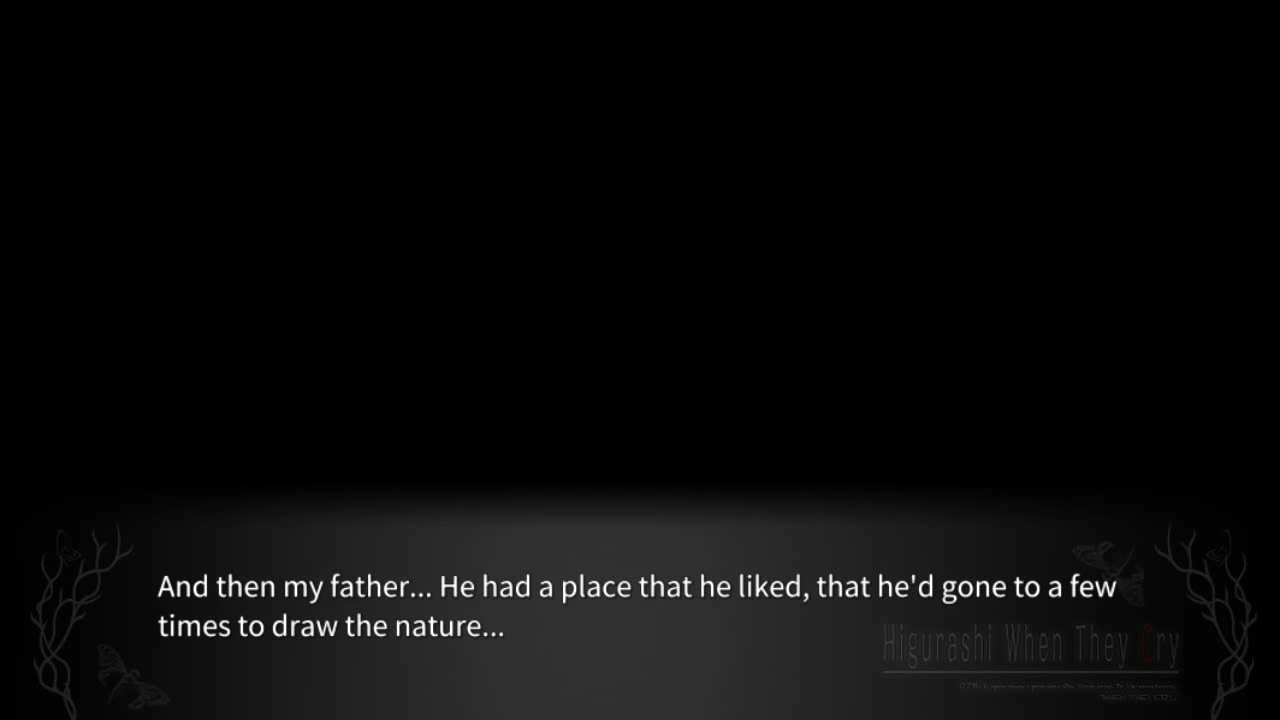 And then my father... He had a place that he liked, that he'd gone to a few
times to draw the nature...
Higurashi When They Cry